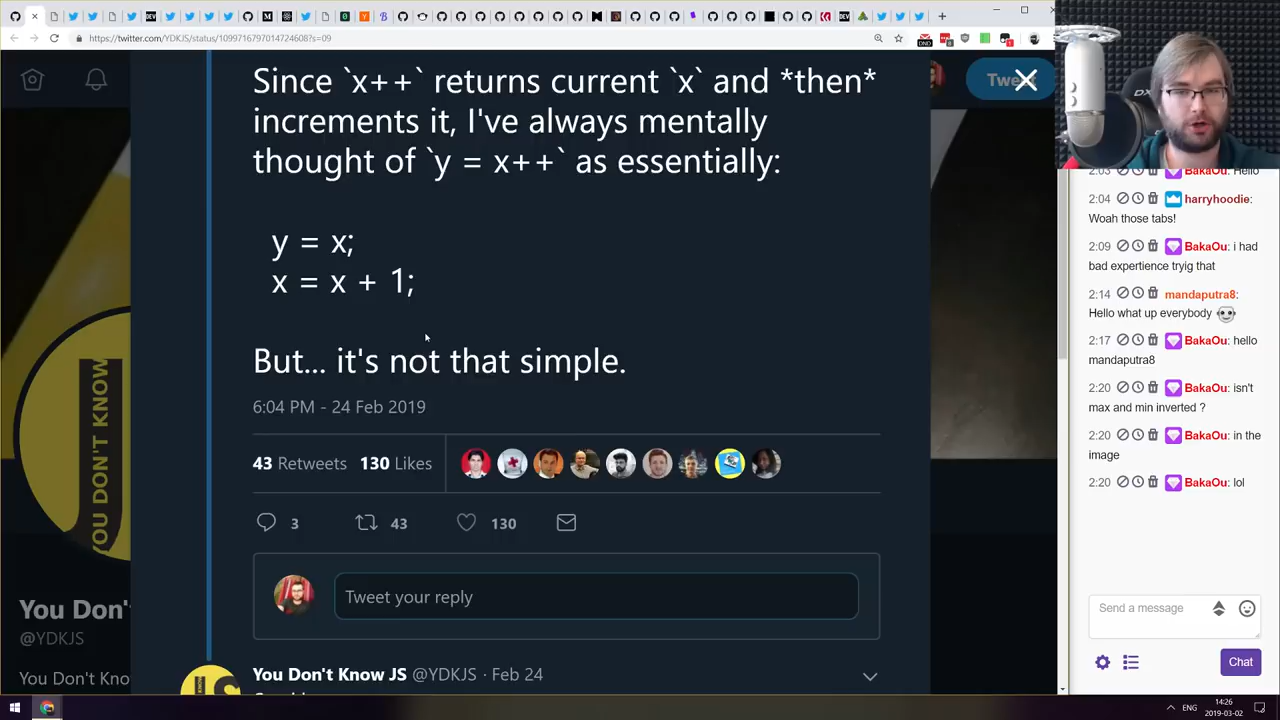 https://twitter.com/YDKJS/status/1099716797014724608?s=09
Since `x++` returns current `x` and *then*
increments it, I've always mentally
thought of `y = x++` as essentially:
y = x;
x = x + 1;
But... it's not that simple.
6:04 PM - 24 Feb 2019
43 Retweets 130 Likes
3 43 130
Tweet your reply
You Don't Know JS @YDKJS · Feb 24
YOU DON'T KNOW
You Don'
@YDKJS
You Don't Know
2:03 BakaOu: Hello
2:04 harryhoodie:
Woah those tabs!
2:09 BakaOu: i had
bad expertience tryig that
2:14 mandaputra8:
Hello what up everybody
2:17 BakaOu: hello
mandaputra8
2:20 BakaOu: isn't
max and min inverted ?
2:20 BakaOu: in the
image
2:20 BakaOu: lol
Send a message
Chat
ENG
14:26
2019-03-02